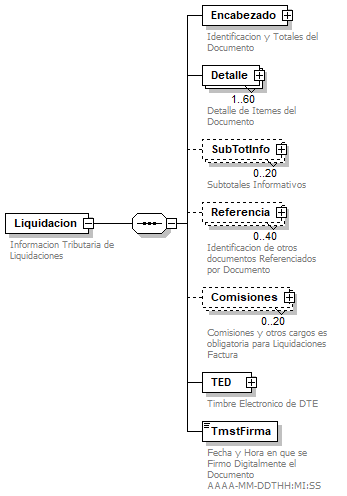 Encabezado
Identificacion y Totales del
Documento
Detalle
1..60
Detalle de Itemes del
Documento
SubTotInfo
0..20
Subtotales Informativos
Referencia
0..40
Identificacion de otros
documentos Referenciados
por Documento
Liquidacion
Informacion Tributaria de
Liquidaciones
Comisiones
0..20
Comisiones y otros cargos es
obligatoria para Liquidaciones
Factura
TED
Timbre Electronico de DTE
TmstFirma
Fecha y Hora en que se
Firmo Digitalmente el
Documento
AAAA-MM-DDTHH:MI:SS